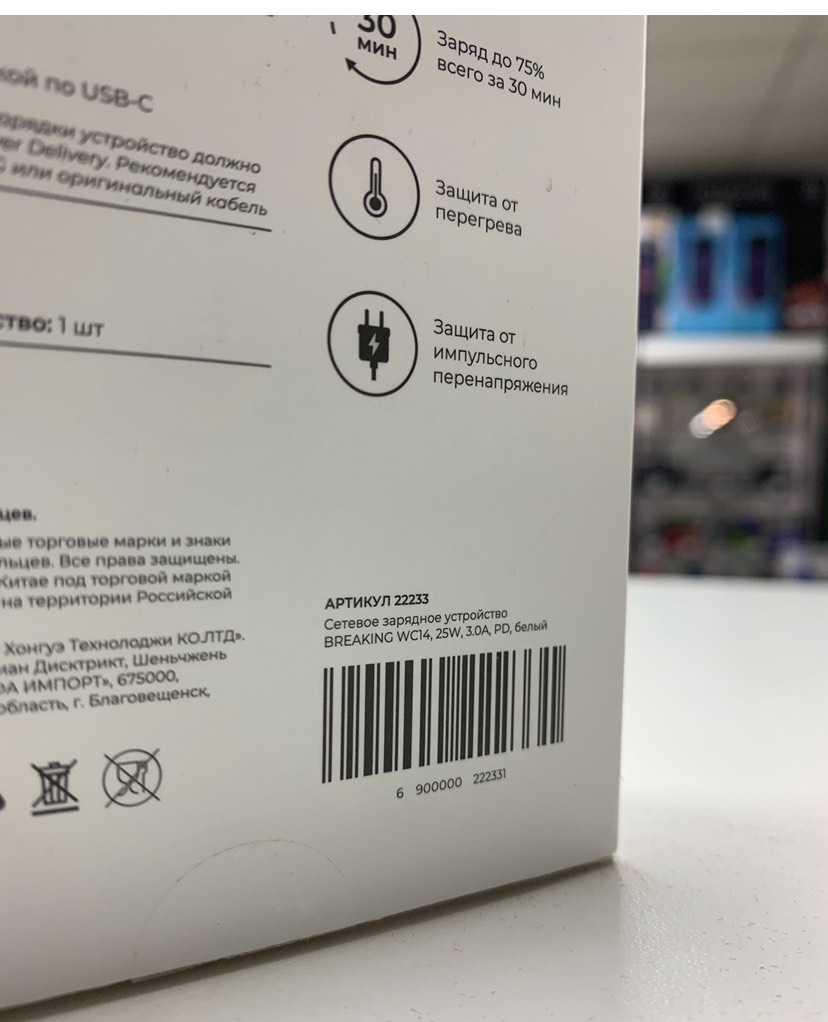 30
мин
Заряд до 75%
всего за 30 мин
кой по USB-C
зарядки устройство должно
ver Delivery. Рекомендуется
или оригинальный кабель
Защита от
перегрева
ство: 1 шт
Защита от
импульсного
перенапряжения
цев.
ые торговые марки и знаки
льцев. Все права защищены.
Китае под торговой маркой
на территории Российской
Хонгуэ Технолоджи КО.ЛТД».
иан Дисктрикт, Шеньчжень
ОА ИМПОРТ», 675000,
область, г. Благовещенск,
АРТИКУЛ 22233
Сетевое зарядное устройство
BREAKING WC14, 25W, 3.0A, PD, белый
6 900000 222331